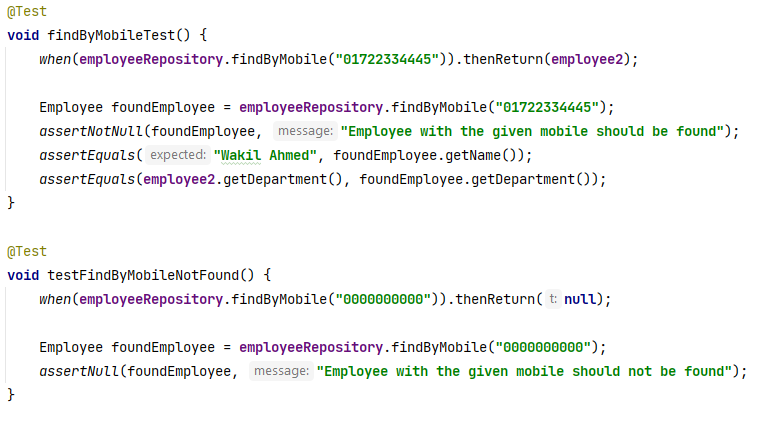 @Test
void findByMobileTest() {
when(employeeRepository.findByMobile("01722334445")).thenReturn(employee2);
Employee foundEmployee = employeeRepository.findByMobile("01722334445");
assertNotNull(foundEmployee, message: "Employee with the given mobile should be found");
assertEquals( expected: "Wakil Ahmed", foundEmployee.getName());
assertEquals(employee2.getDepartment(), foundEmployee.getDepartment());
}
@Test
void testFindByMobileNotFound() {
when(employeeRepository.findByMobile("0000000000")).thenReturn( t: null);
Employee foundEmployee = employeeRepository.findByMobile("0000000000");
assertNull(foundEmployee, message: "Employee with the given mobile should not be found");
}